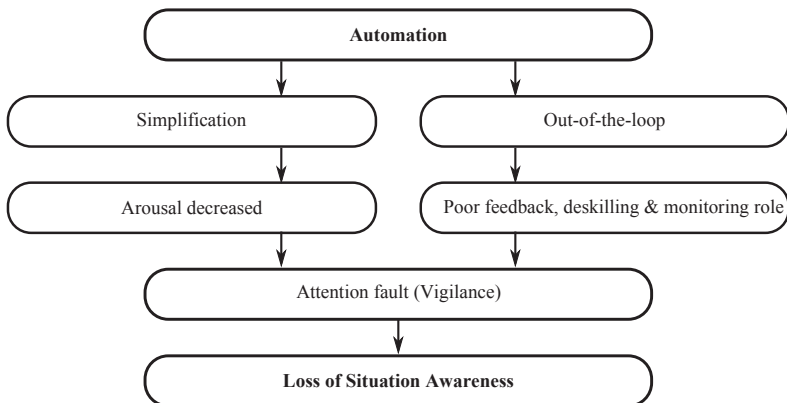 Automation
Simplification
Out-of-the-loop
Arousal decreased
Poor feedback, deskilling & monitoring role
Attention fault (Vigilance)
Loss of Situation Awareness